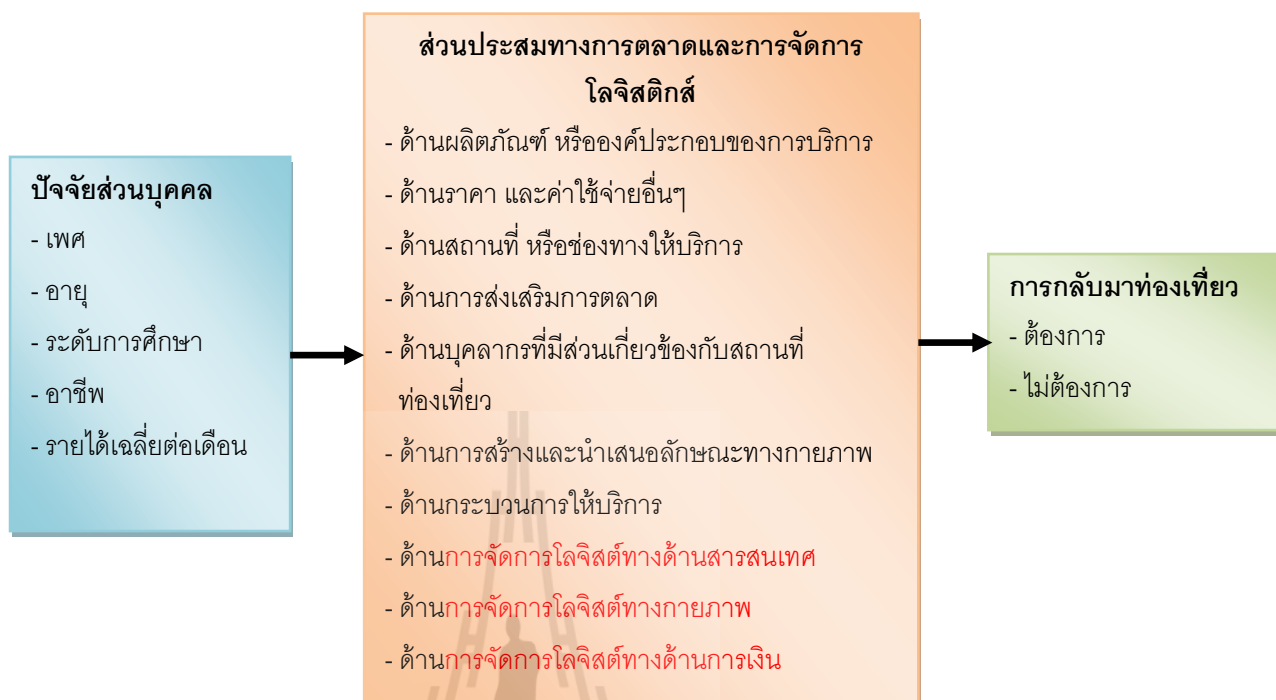 ปัจจัยส่วนบุคคล
- เพศ
- อายุ
- ระดับการศึกษา
- อาชีพ
- รายได้เฉลี่ยต่อเดือน
ส่วนประสมทางการตลาดและการจัดการ
โลจิสติกส์
- ด้านผลิตภัณฑ์ หรือองค์ประกอบของการบริการ
- ด้านราคา และค่าใช้จ่ายอื่นๆ
- ด้านสถานที่ หรือช่องทางให้บริการ
- ด้านการส่งเสริมการตลาด
- ด้านบุคลากรที่มีส่วนเกี่ยวข้องกับสถานที่
ท่องเที่ยว
- ด้านการสร้างและนำเสนอลักษณะทางกายภาพ
- ด้านกระบวนการให้บริการ
- ด้านการจัดการโลจิสต์ทางด้านสารสนเทศ
- ด้านการจัดการโลจิสต์ทางกายภาพ
- ด้านการจัดการโลจิสต์ทางด้านการเงิน
การกลับมาท่องเที่ยว
- ต้องการ
- ไม่ต้องการ